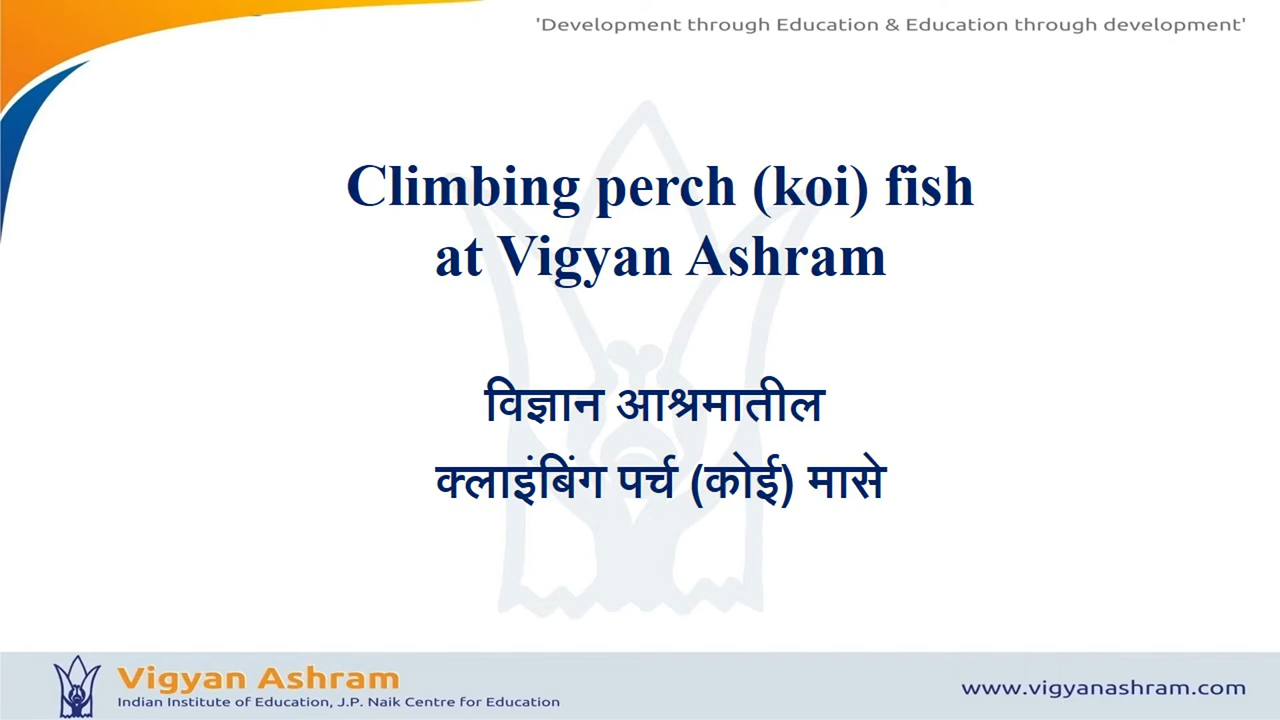 'Development through Education & Education through development'
Climbing perch (koi) fish
at Vigyan Ashram
विज्ञान आश्रमातील
क्लाइंबिंग पर्च (कोई) मासे
Vigyan Ashram
Indian Institute of Education, J.P. Naik Centre for Education
www.vigyanashram.com